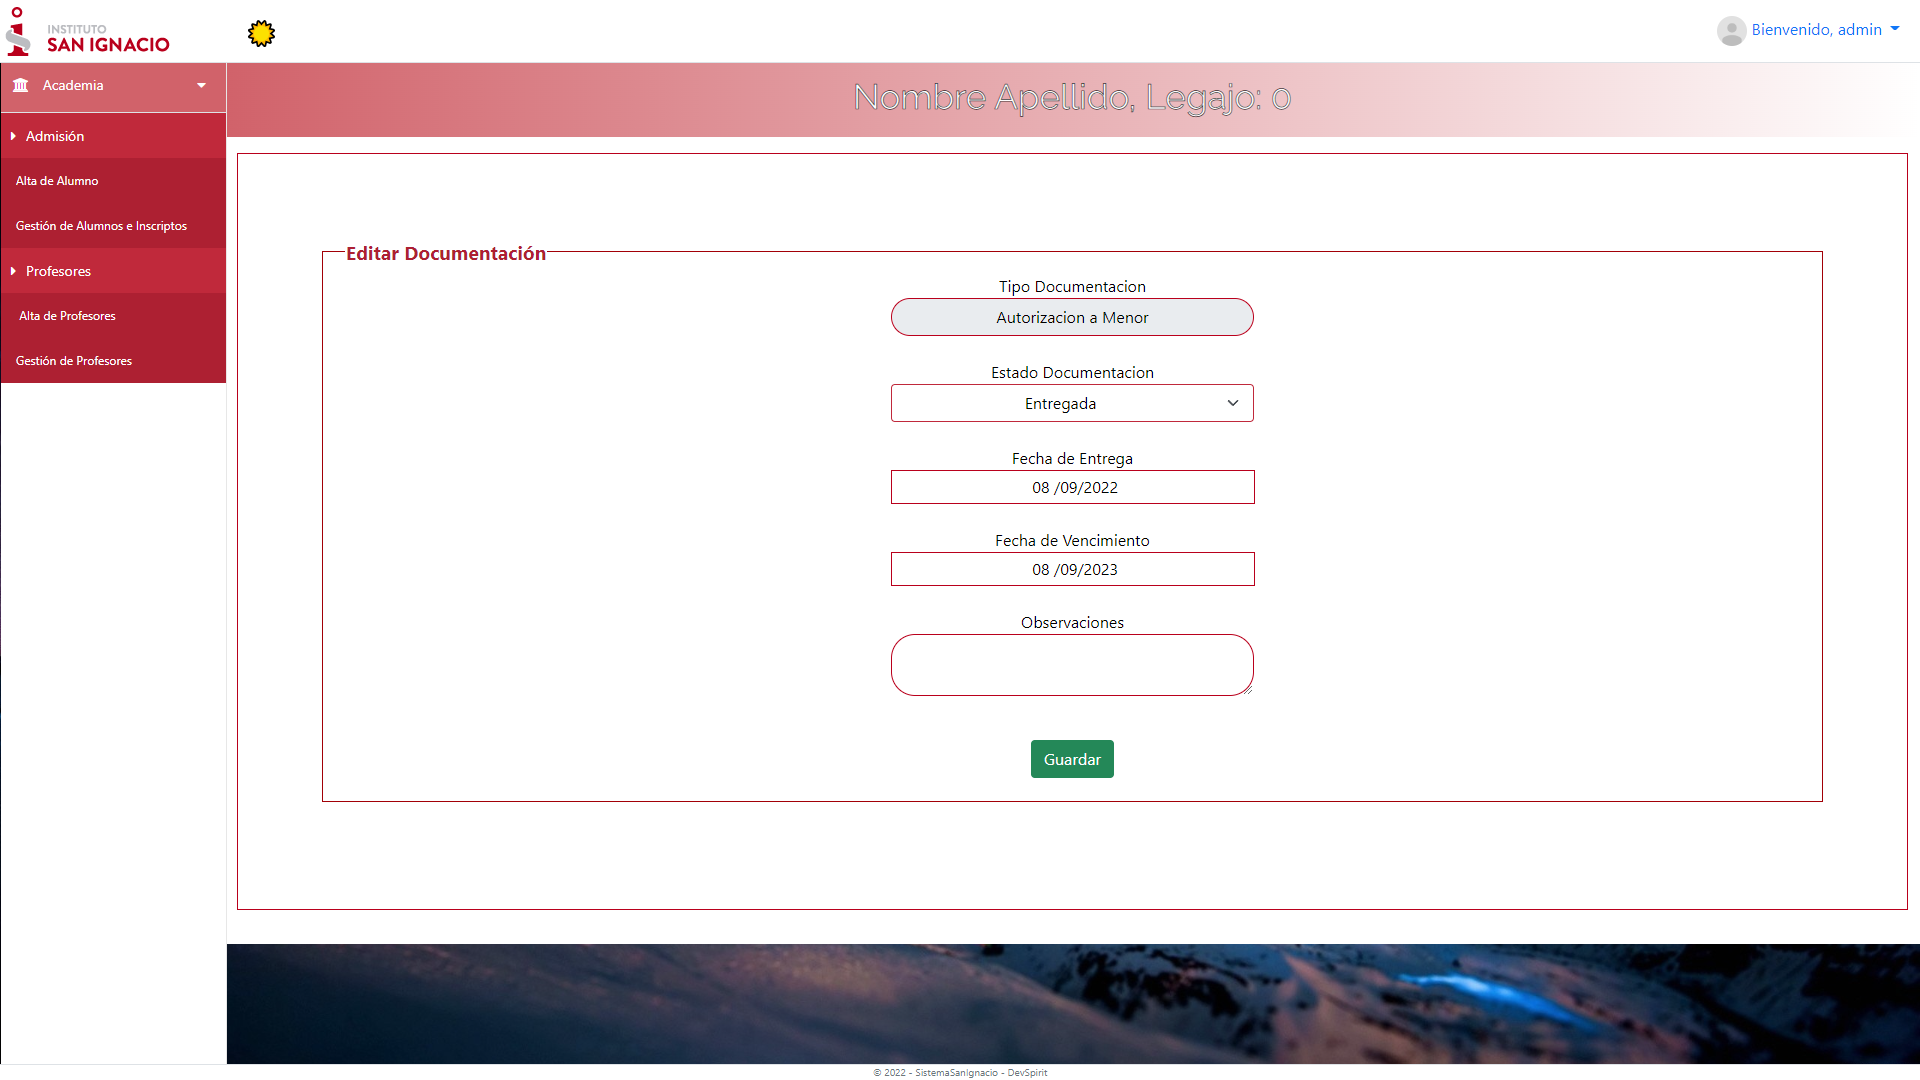 INSTITUTO
SAN IGNACIO
Bienvenido, admin
Academia
Nombre Apellido, Legajo: 0
Admisión
Alta de Alumno
Gestión de Alumnos e Inscriptos
Profesores
Alta de Profesores
Gestión de Profesores
Editar Documentación
Tipo Documentacion
Autorizacion a Menor
Estado Documentacion
Entregada
Fecha de Entrega
08 /09/2022
Fecha de Vencimiento
08 /09/2023
Observaciones
Guardar
© 2022 - SistemaSanIgnacio - DevSpirit